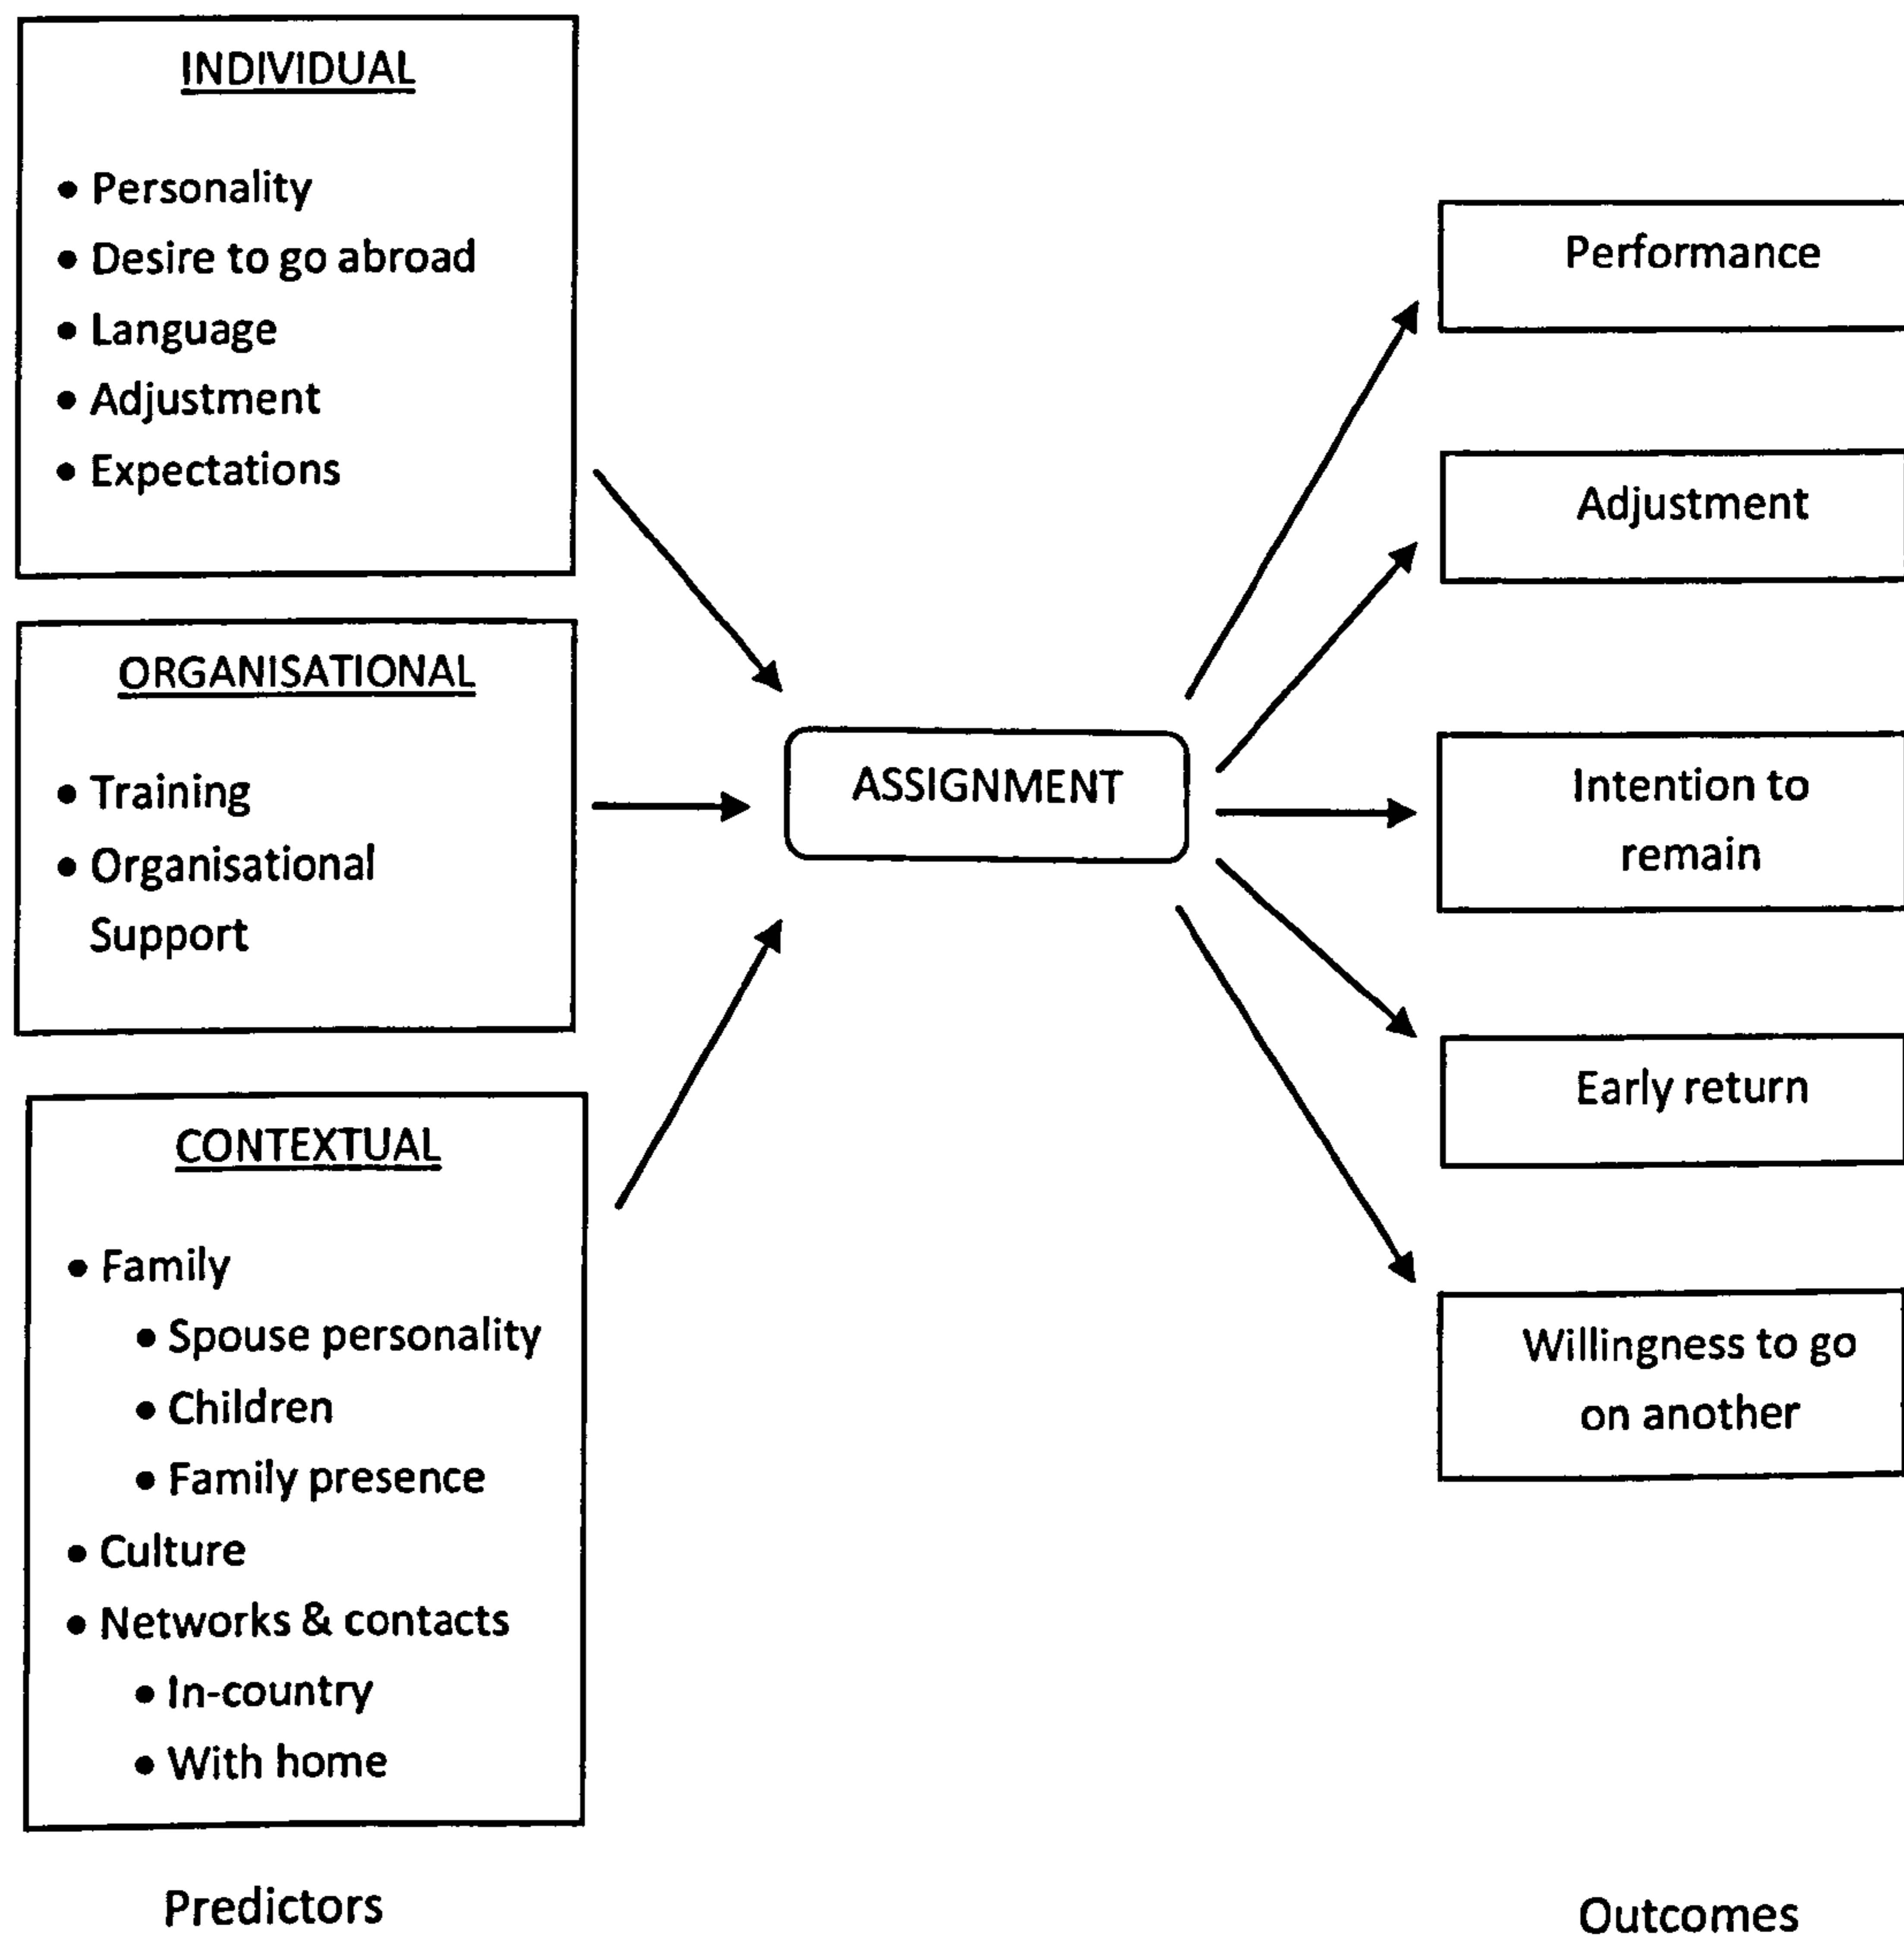 INDIVIDUAL
• Personality
• Desire to go abroad
• Language
• Adjustment
• Expectations
ORGANISATIONAL
• Training
• Organisational
Support
CONTEXTUAL
• Family
• Spouse personality
• Children
• Family presence
• Culture
• Networks & contacts
• In-country
• With home
Predictors
ASSIGNMENT
Performance
Adjustment
Intention to
remain
Early return
Willingness to go
on another
Outcomes